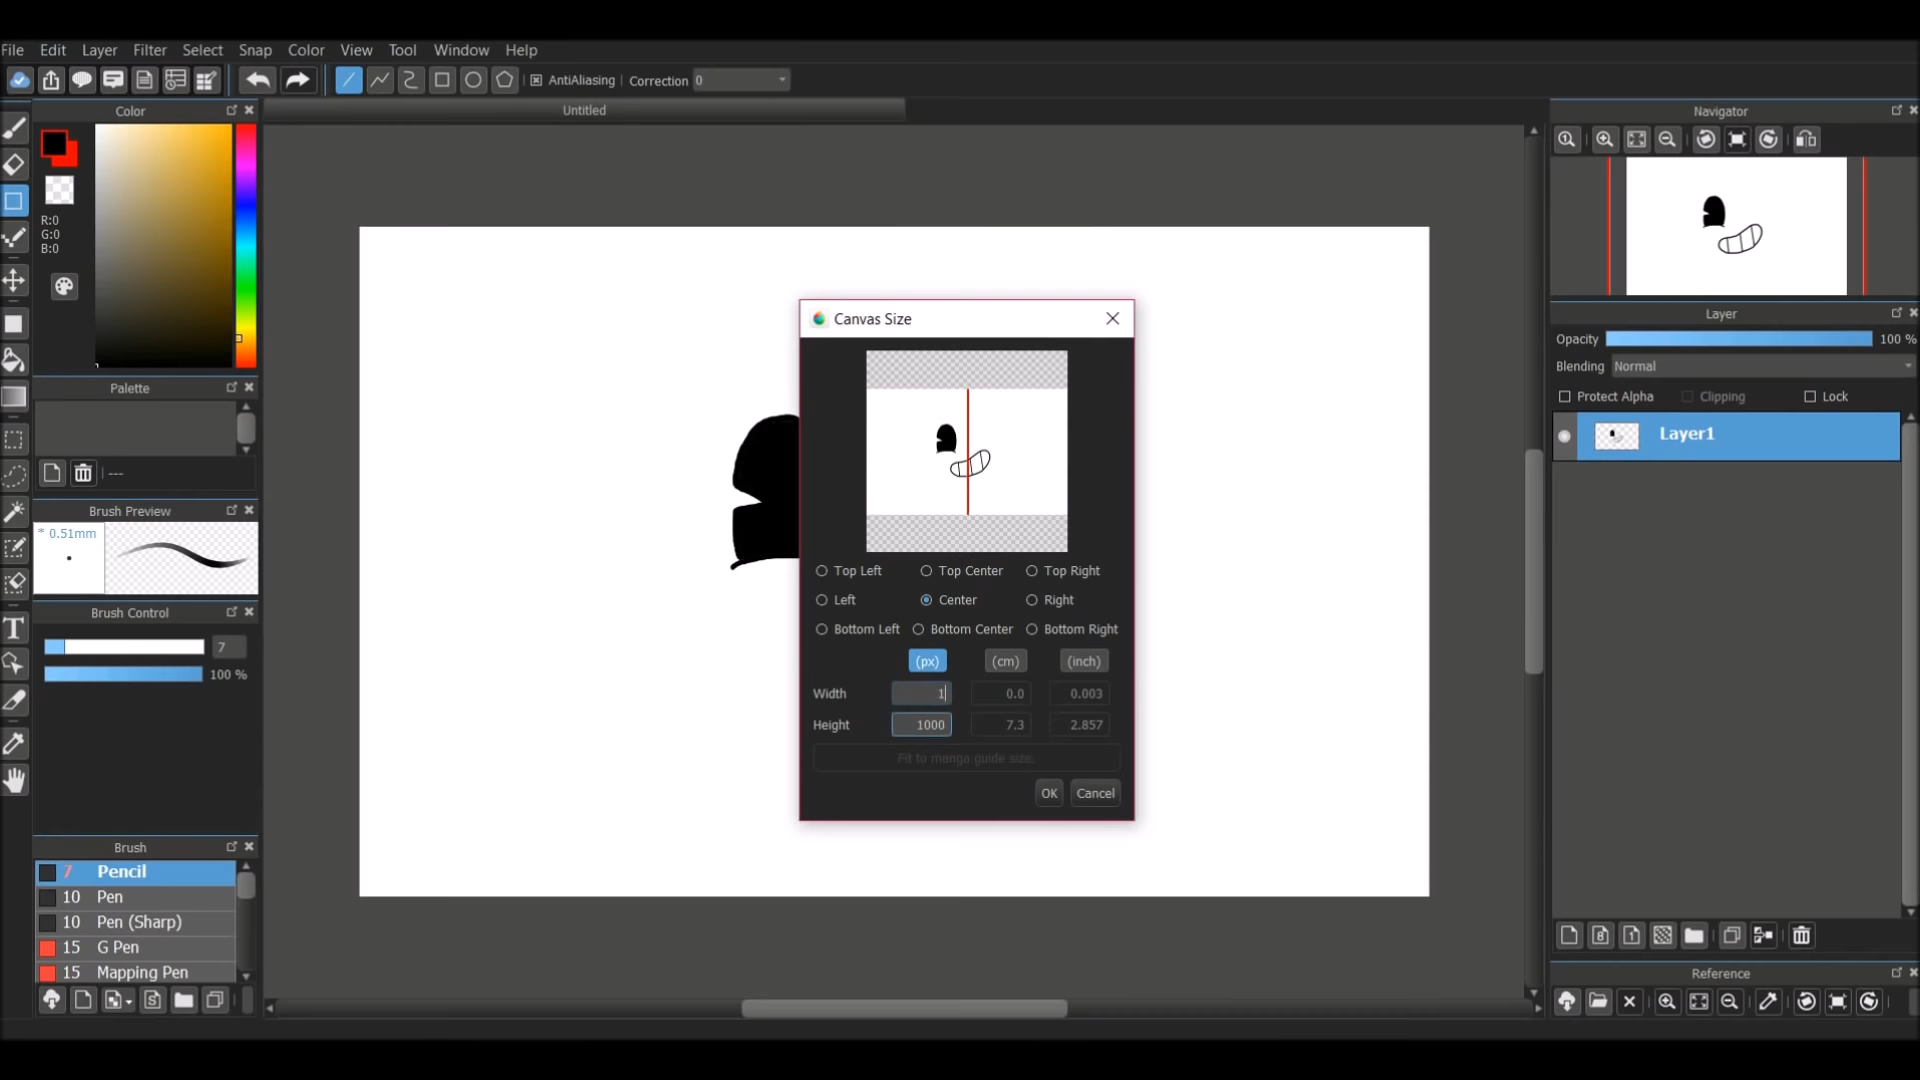 File Edit Layer Filter Select Snap Color View Tool Window Help
AntiAliasing Correction 0
Color
Untitled
Navigator
R:0
G:0
B:0
Palette
---
Brush Preview
* 0.51mm
Brush Control
7
100 %
Brush
7 Pencil
10 Pen
10 Pen (Sharp)
15 G Pen
15 Mapping Pen
Canvas Size
Top Left Top Center Top Right
Left Center Right
Bottom Left Bottom Center Bottom Right
(px) (cm) (inch)
Width 1 0.0 0.003
Height 1000 7.3 2.857
Fit to manga guide size.
OK Cancel
Layer
Opacity 100 %
Blending Normal
Protect Alpha Clipping Lock
Layer1
Reference